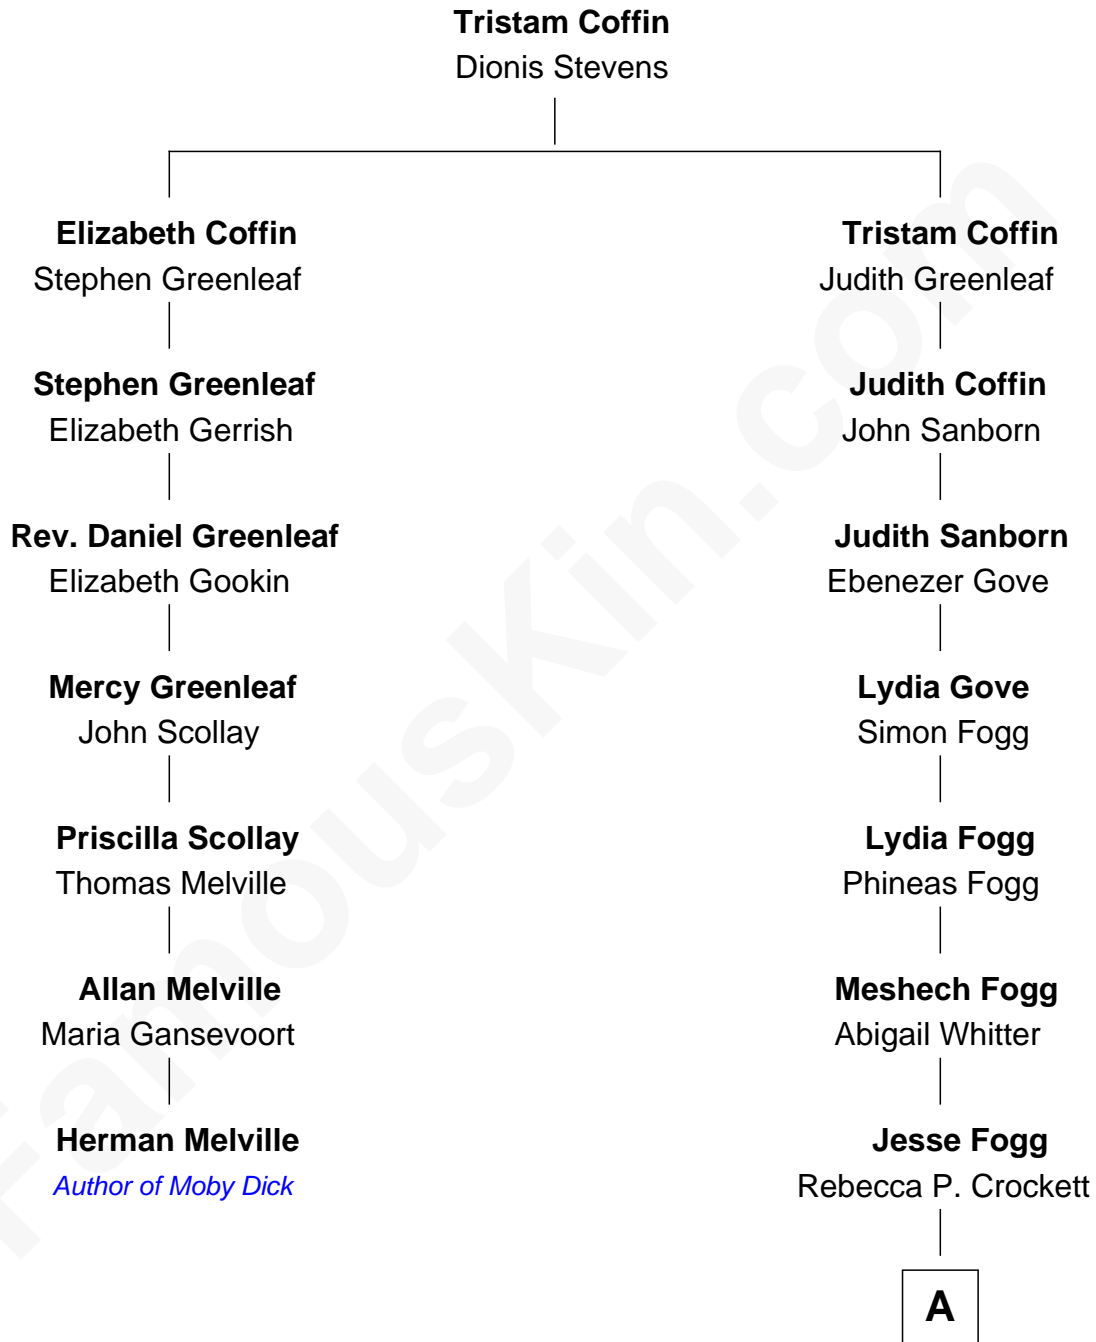 Tristam Coffin
Dionis Stevens
Elizabeth Coffin
Stephen Greenleaf
Tristam Coffin
Judith Greenleaf
Stephen Greenleaf
Elizabeth Gerrish
Judith Coffin
John Sanborn
Rev. Daniel Greenleaf
Elizabeth Gookin
Judith Sanborn
Ebenezer Gove
Mercy Greenleaf
John Scollay
Lydia Gove
Simon Fogg
Priscilla Scollay
Thomas Melville
Lydia Fogg
Phineas Fogg
Allan Melville
Maria Gansevoort
Meshech Fogg
Abigail Whitter
Herman Melville
Author of Moby Dick
Jesse Fogg
Rebecca P. Crockett
A
FamousKin.com